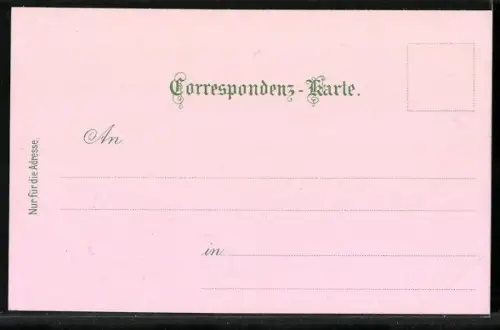 Correspondenz-Karte.
An
Nur für die Adresse.
in